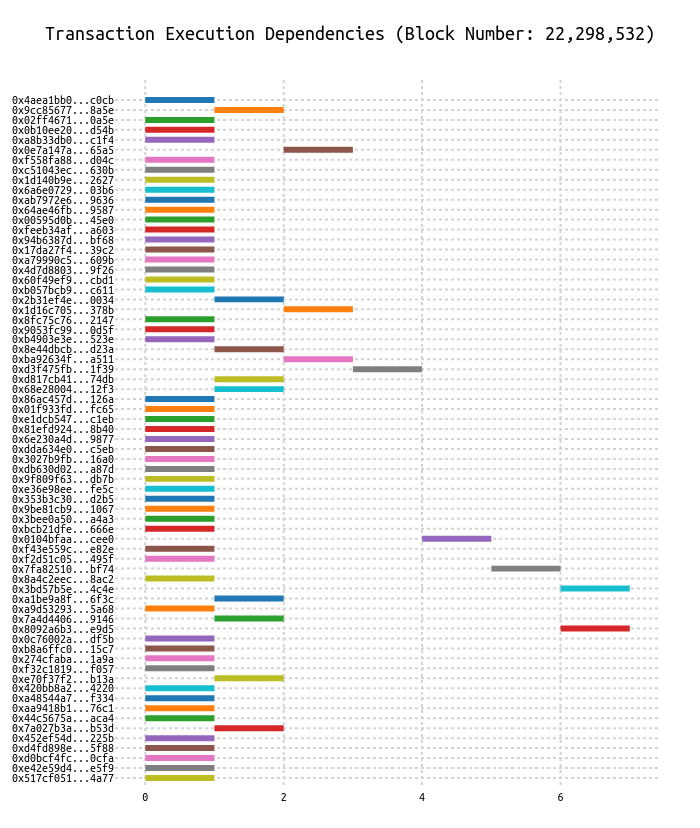 Transaction Execution Dependencies (Block Number: 22,298,532)
0x4aea1bb0...c0cb
0x9cc85677...8a5e
0x02ff4671...0a5e
0x0b10ee20...d54b
0xa8b33db0...c1f4
0x0e7a147a...65a5
0xf558fa88...d04c
0xc51043ec...630b
0x1d140b9e...2627
0x6a6e0729...03b6
0xab7972e6...9636
0x64ae46fb...9587
0x00595d0b...45e0
0xfeeb34af...a603
0x94b6387d...bf68
0x17da27f4...39c2
0xa79990c5...609b
0x4d7d8803...9f26
0x60f49ef9...cbd1
0xb057bcb9...c611
0x2b31ef4e...0034
0x1d16c705...378b
0x8fc75c76...2147
0x9053fc99...0d5f
0xb4903e3e...523e
0x8e44dbcb...d23a
0xba92634f...a511
0xd3f475fb...1f39
0xd817cb41...74db
0x68e28004...12f3
0x86ac457d...126a
0x01f933fd...fc65
0xe1dcb547...c1eb
0x81efd924...8b40
0x6e230a4d...9877
0xdda634e0...c5eb
0x3027b9fb...16a0
0xdb630d02...a87d
0x9f809f63...db7b
0xe36e98ee...fe5c
0x353b3c30...d2b5
0x9be81cb9...1067
0x3bee0a50...a4a3
0xbcb21dfe...666e
0x0104bfaa...cee0
0xf43e559c...e82e
0xf2d51c05...495f
0x7fa82510...bf74
0x8a4c2eec...8ac2
0x3bd57b5e...4c4e
0xa1be9a8f...6f3c
0xa9d53293...5a68
0x7a4d4406...9146
0x8092a6b3...e9d5
0x0c76002a...df5b
0xb8a6ffc0...15c7
0x274cfaba...1a9a
0xf32c1819...f057
0xe70f37f2...b13a
0x420bb8a2...4220
0xa48544a7...f334
0xaa9418b1...76c1
0x44c5675a...aca4
0x7a027b3a...b53d
0x452ef54d...225b
0xd4fd898e...5f88
0xd0bcf4fc...0cfa
0xe42e59d4...e5f9
0x517cf051...4a77
0 2 4 6